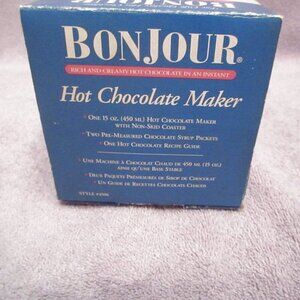 BONJOUR®
RICH AND CREAMY HOT CHOCOLATE IN AN INSTANT
Hot Chocolate Maker
• ONE 15 OZ. (450 ML) HOT CHOCOLATE MAKER
WITH NON-SKID COASTER
• TWO PRE-MEASURED CHOCOLATE SYRUP PACKETS
• ONE HOT CHOCOLATE RECIPE GUIDE
• UNE MACHINE À CHOCOLAT CHAUD DE 450 ML (15 OZ.)
AINSI QU'UNE BASE STABLE
• DEUX PAQUETS PRÉMESURÉS DE SIROP DE CHOCOLAT
• UN GUIDE DE RECETTES CHOCOLATS CHAUDS